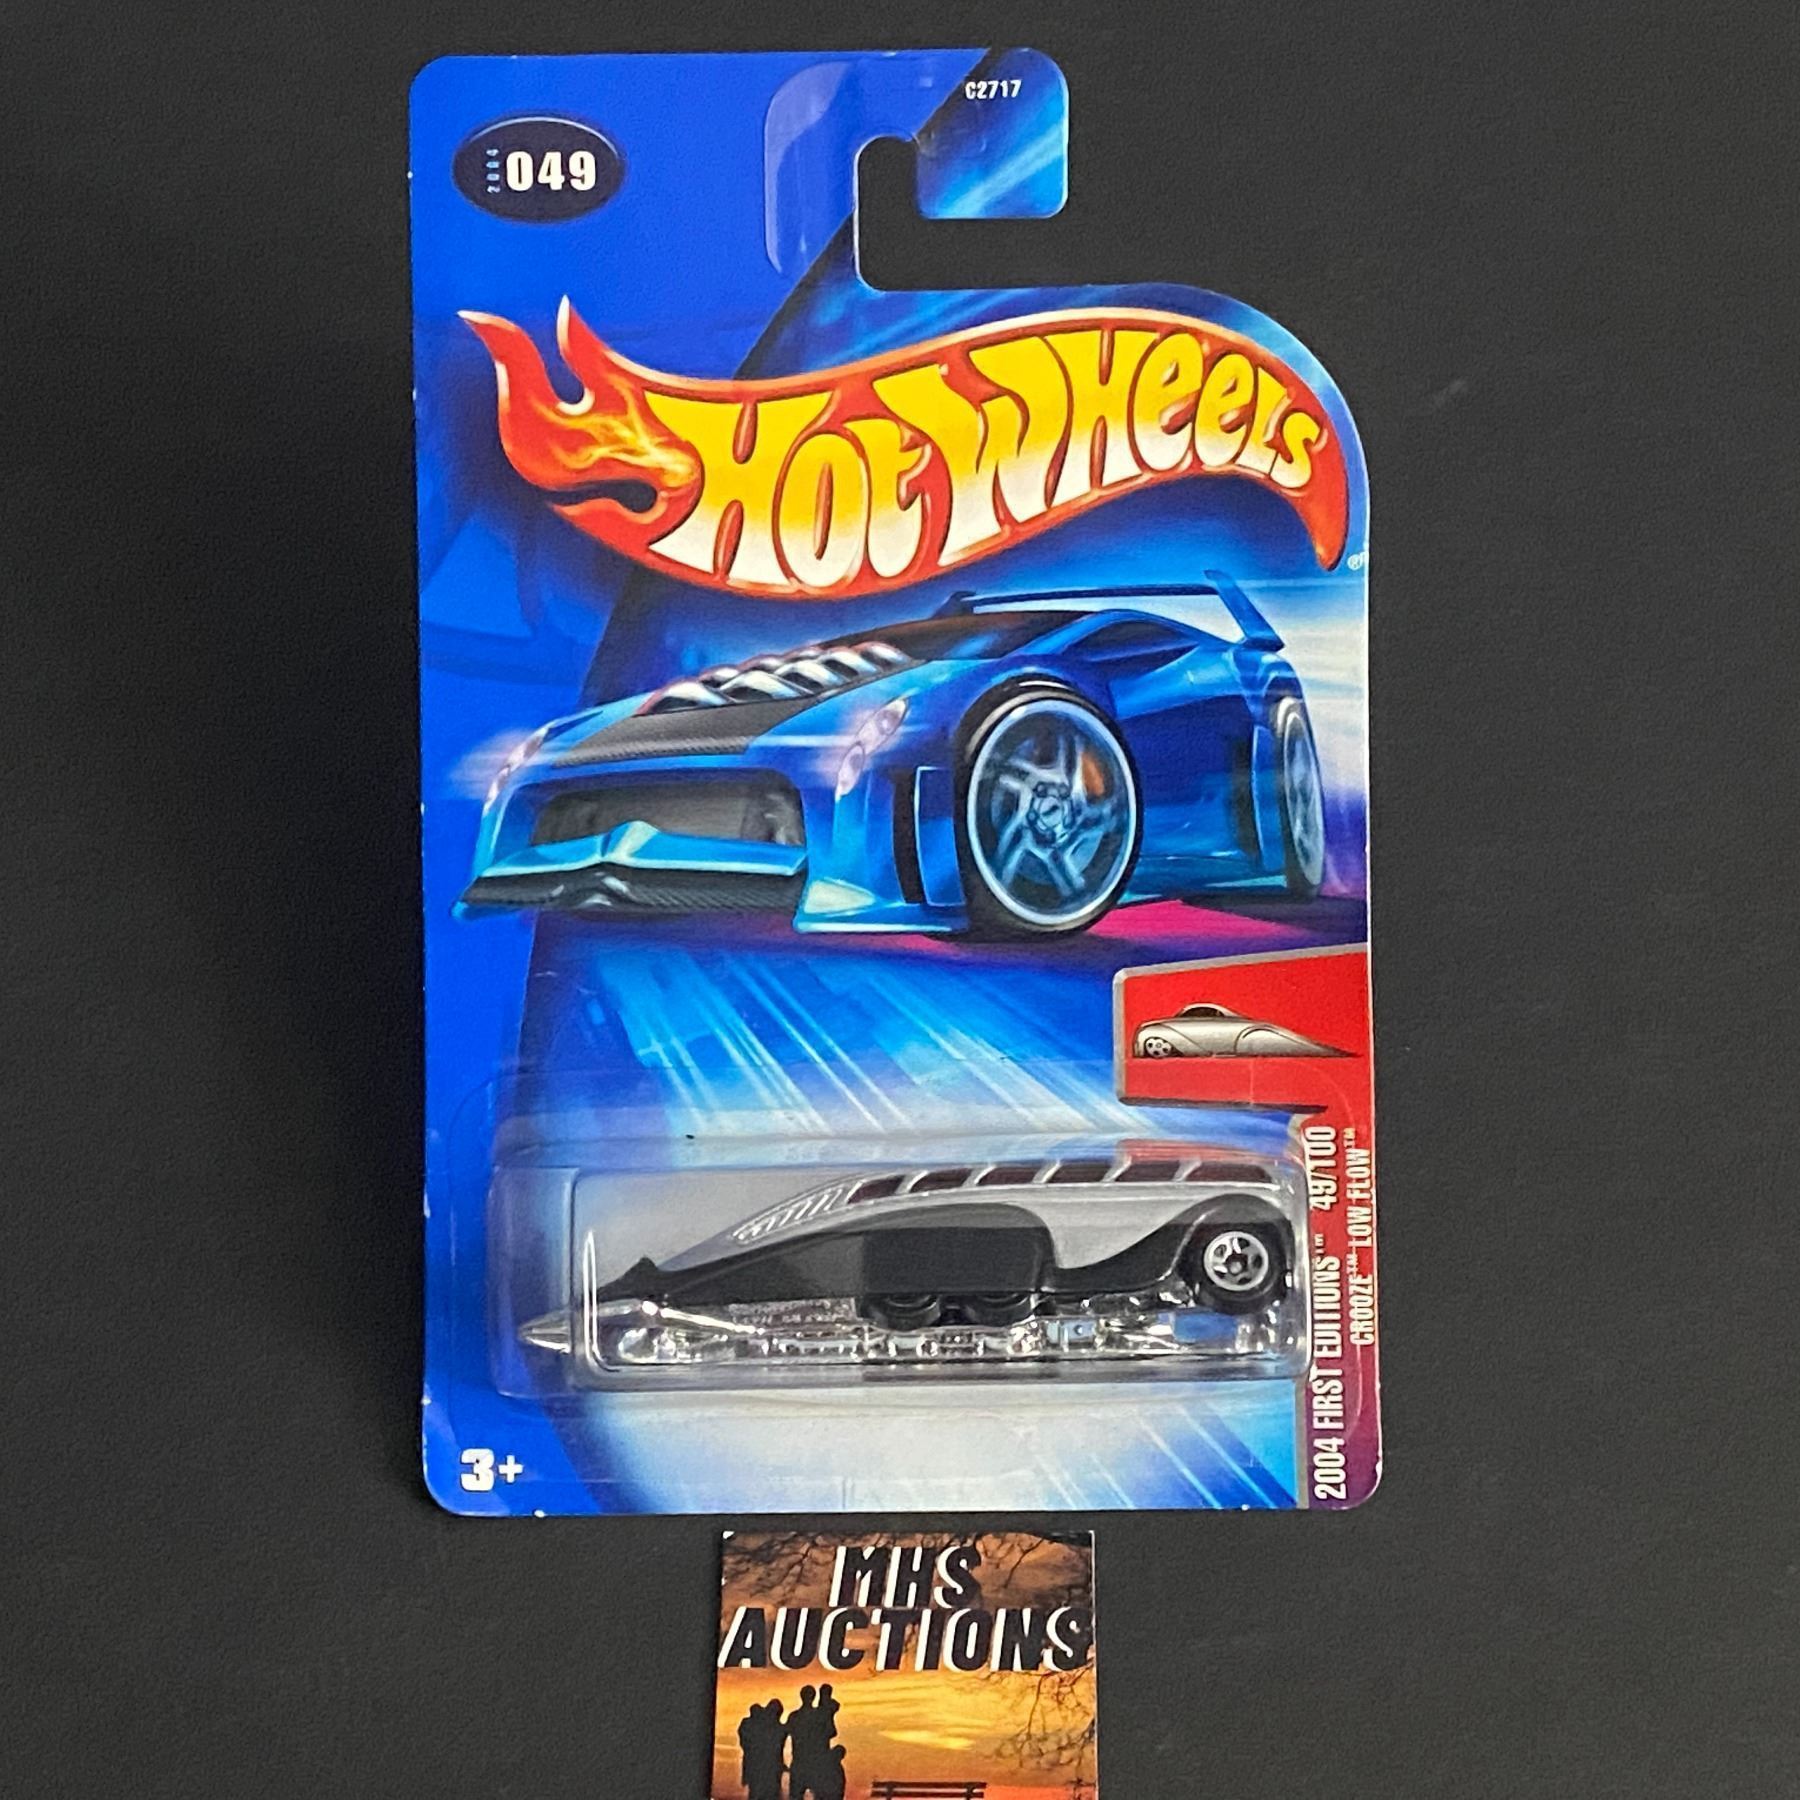 C2717
2004 049
HOT WHEELS
®
2004 FIRST EDITIONS™ 49/100
CROOZE™ LOW FLOW™
3+
MHS
AUCTIONS